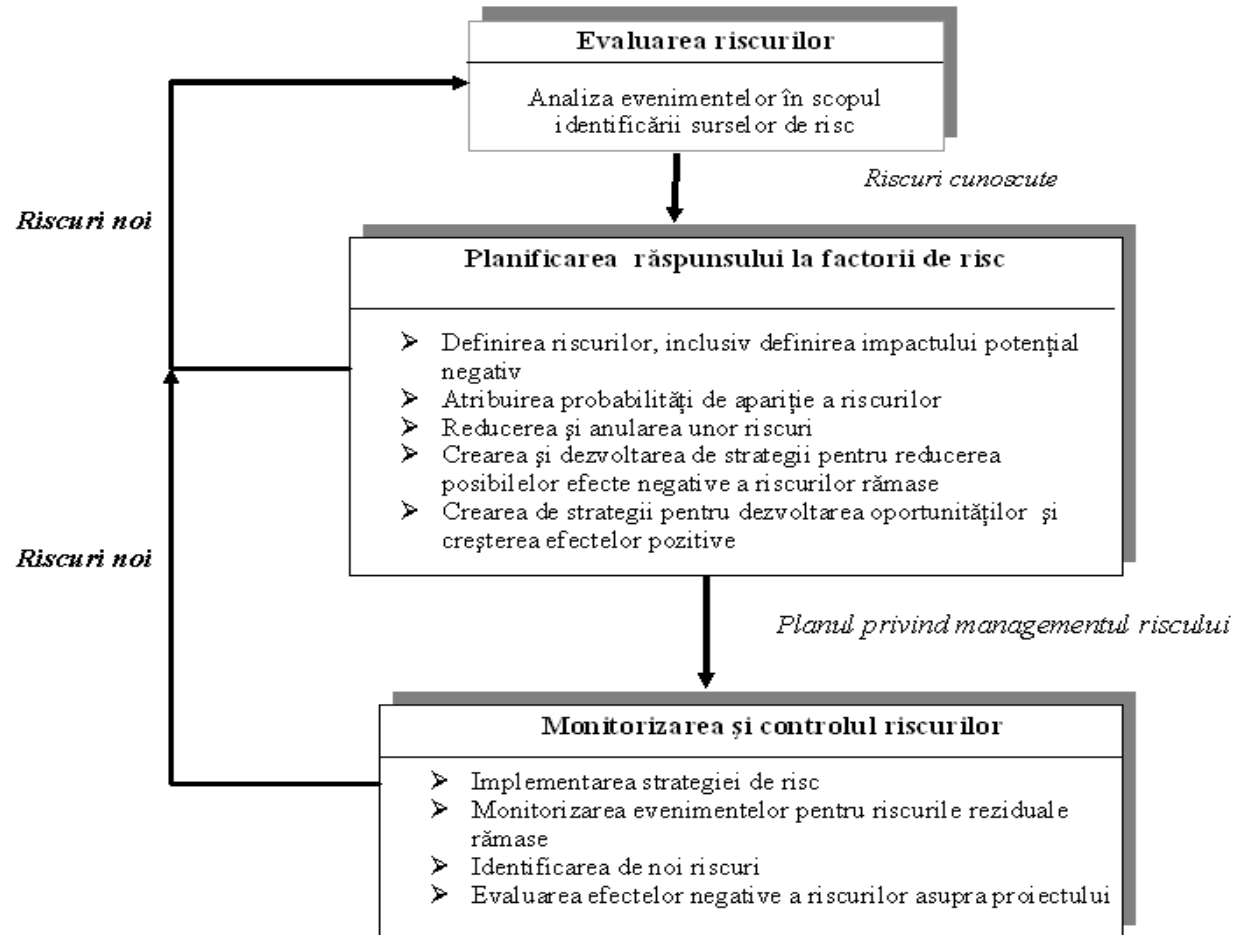 Evaluarea riscurilor
Analiza evenimentelor în scopul
identificării surselor de risc
Riscuri cunoscute
Riscuri noi
Planificarea răspunsului la factorii de risc
➤ Definirea riscurilor, inclusiv definirea impactului potențial
negativ
➤ Atribuirea probabilități de apariție a riscurilor
➤ Reducerea și anularea unor riscuri
➤ Crearea și dezvoltarea de strategii pentru reducerea
posibilelor efecte negative a riscurilor rămase
➤ Crearea de strategii pentru dezvoltarea oportunităților și
creșterea efectelor pozitive
Riscuri noi
Planul privind managementul riscului
Monitorizarea și controlul riscurilor
➤ Implementarea strategiei de risc
➤ Monitorizarea evenimentelor pentru riscurile reziduale
rămase
➤ Identificarea de noi riscuri
➤ Evaluarea efectelor negative a riscurilor asupra proiectului